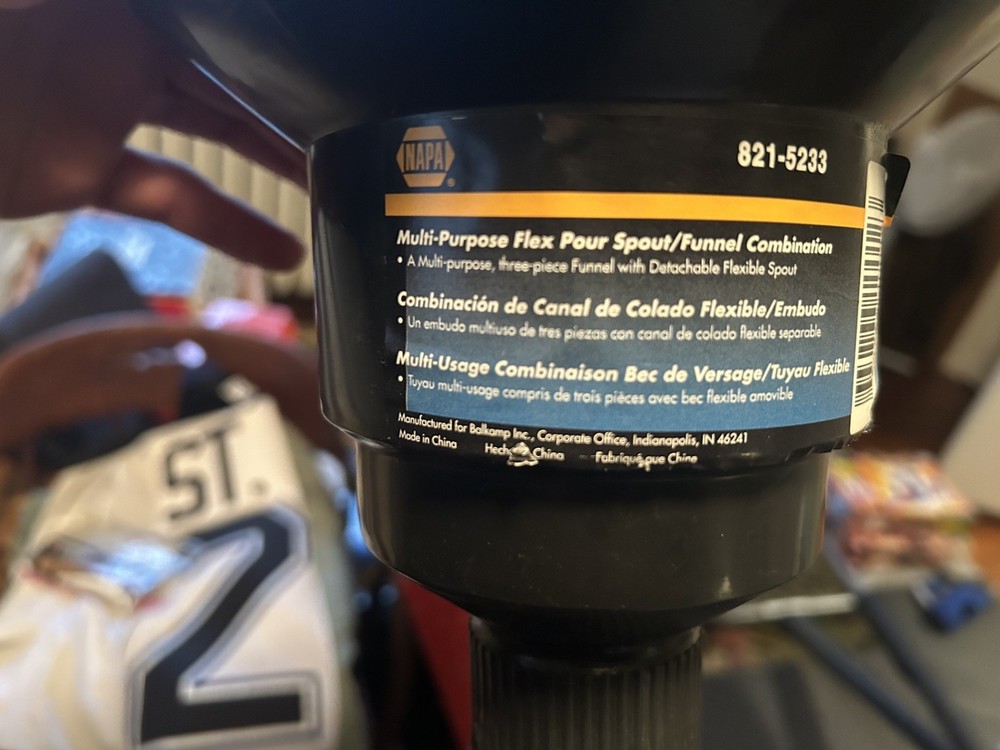 NAPA
821-5233
Multi-Purpose Flex Pour Spout/Funnel Combination
• A Multi-purpose, three-piece Funnel with Detachable Flexible Spout
Combinación de Canal de Colado Flexible/Embudo
• Un embudo multiuso de tres piezas con canal de colado flexible separable
Multi-Usage Combinaison Bec de Versage/Tuyau Flexible
• Tuyau multi-usage compris de trois pièces avec bec flexible amovible
Manufactured for Balkamp Inc., Corporate Office, Indianapolis, IN 46241
Made in China China Fabriqué que Chine
ST.
2